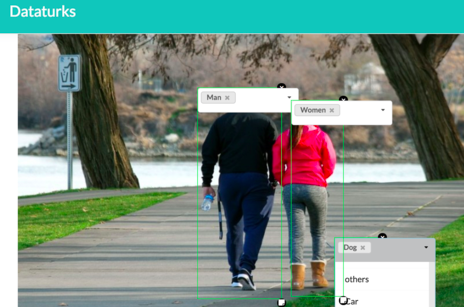 Dataturks
Man ×
Women ×
Dog ×
others
Car